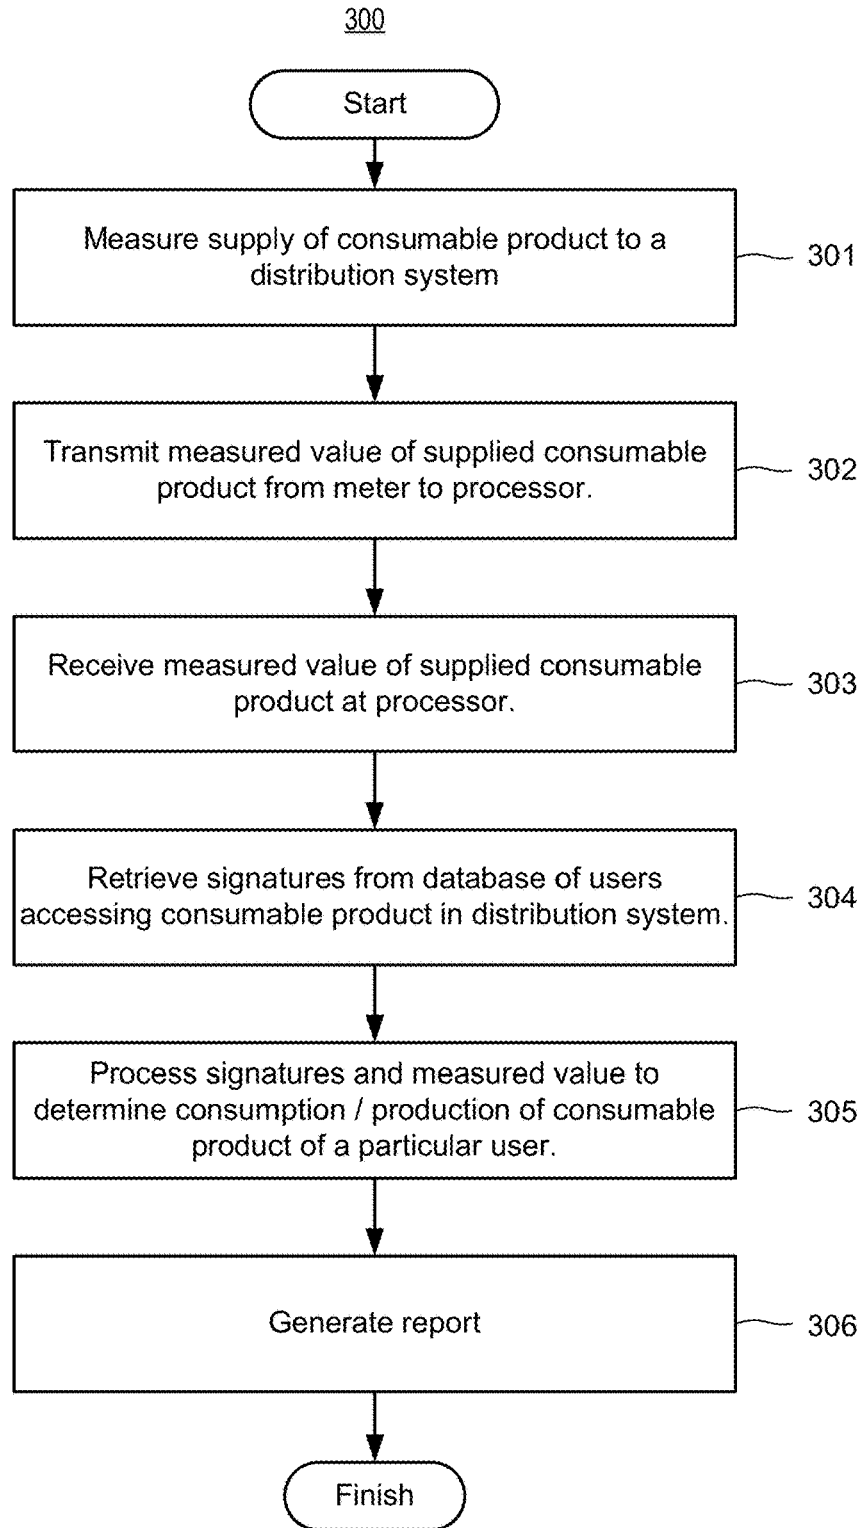 300
Start
Measure supply of consumable product to a
distribution system
301
Transmit measured value of supplied consumable
product from meter to processor.
302
Receive measured value of supplied consumable
product at processor.
303
Retrieve signatures from database of users
accessing consumable product in distribution system.
304
Process signatures and measured value to
determine consumption / production of consumable
product of a particular user.
305
Generate report
306
Finish